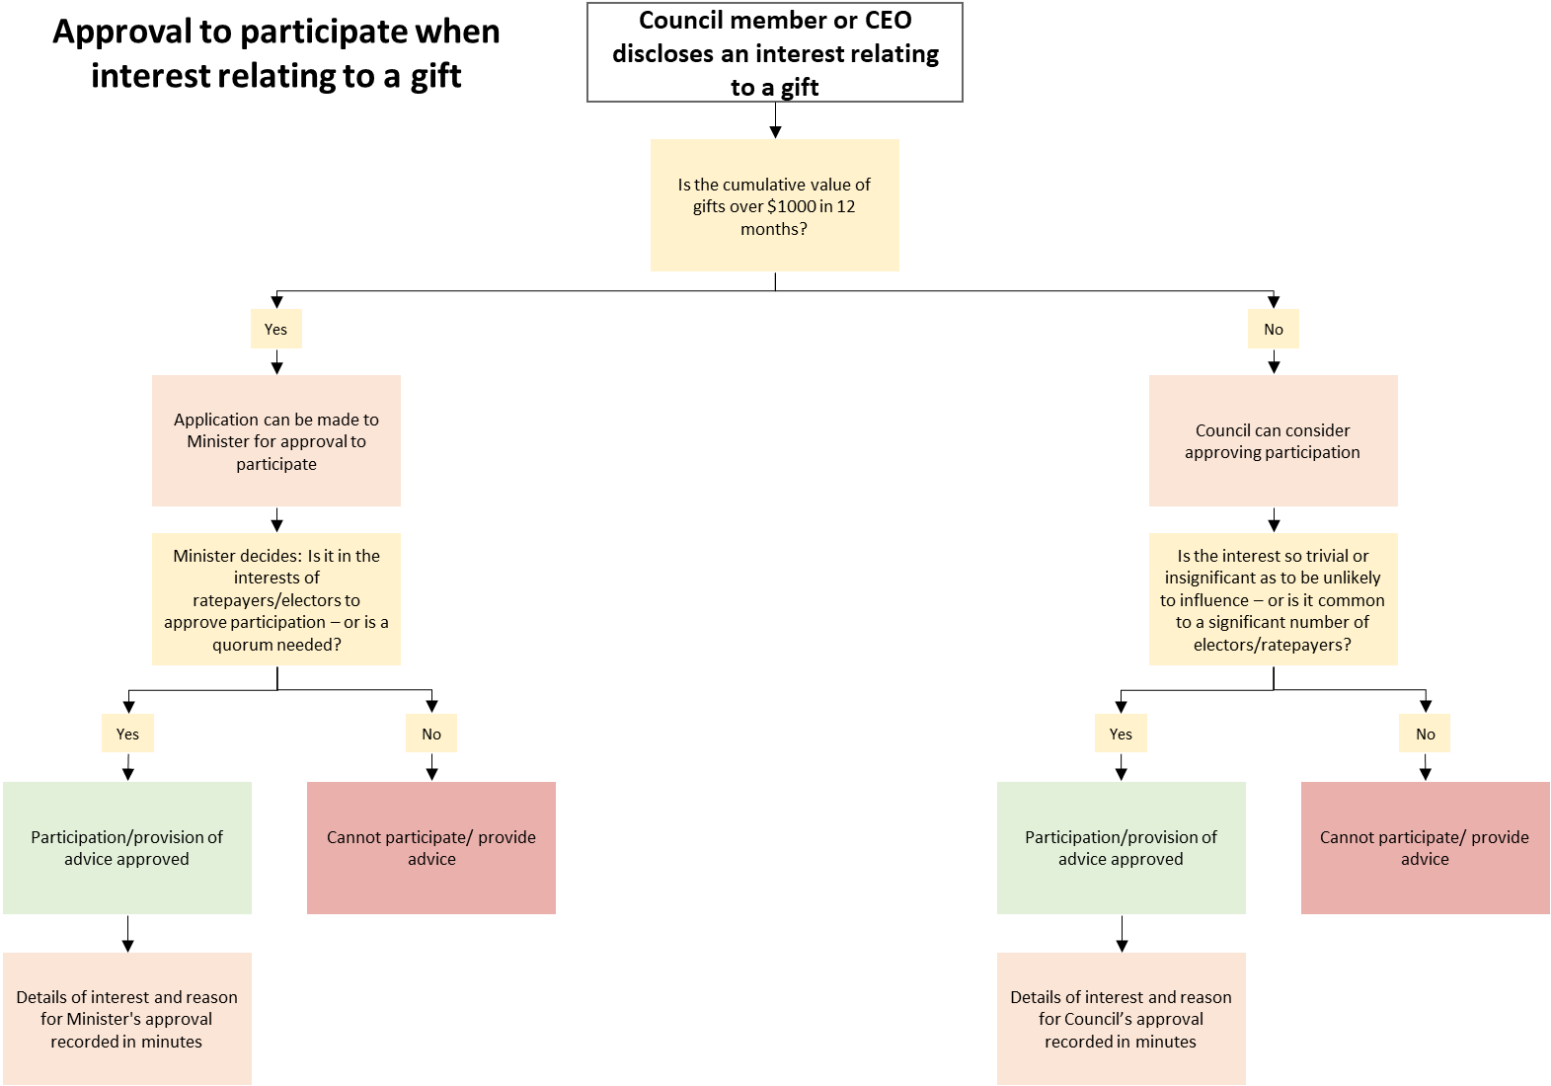 Approval to participate when
interest relating to a gift
Council member or CEO
discloses an interest relating
to a gift
Is the cumulative value of
gifts over $1000 in 12
months?
Yes
No
Application can be made to
Minister for approval to
participate
Council can consider
approving participation
Minister decides: Is it in the
interests of
ratepayers/electors to
approve participation – or is a
quorum needed?
Is the interest so trivial or
insignificant as to be unlikely
to influence – or is it common
to a significant number of
electors/ratepayers?
Yes
No
Yes
No
Participation/provision of
advice approved
Cannot participate/ provide
advice
Participation/provision of
advice approved
Cannot participate/ provide
advice
Details of interest and reason
for Minister's approval
recorded in minutes
Details of interest and reason
for Council’s approval
recorded in minutes